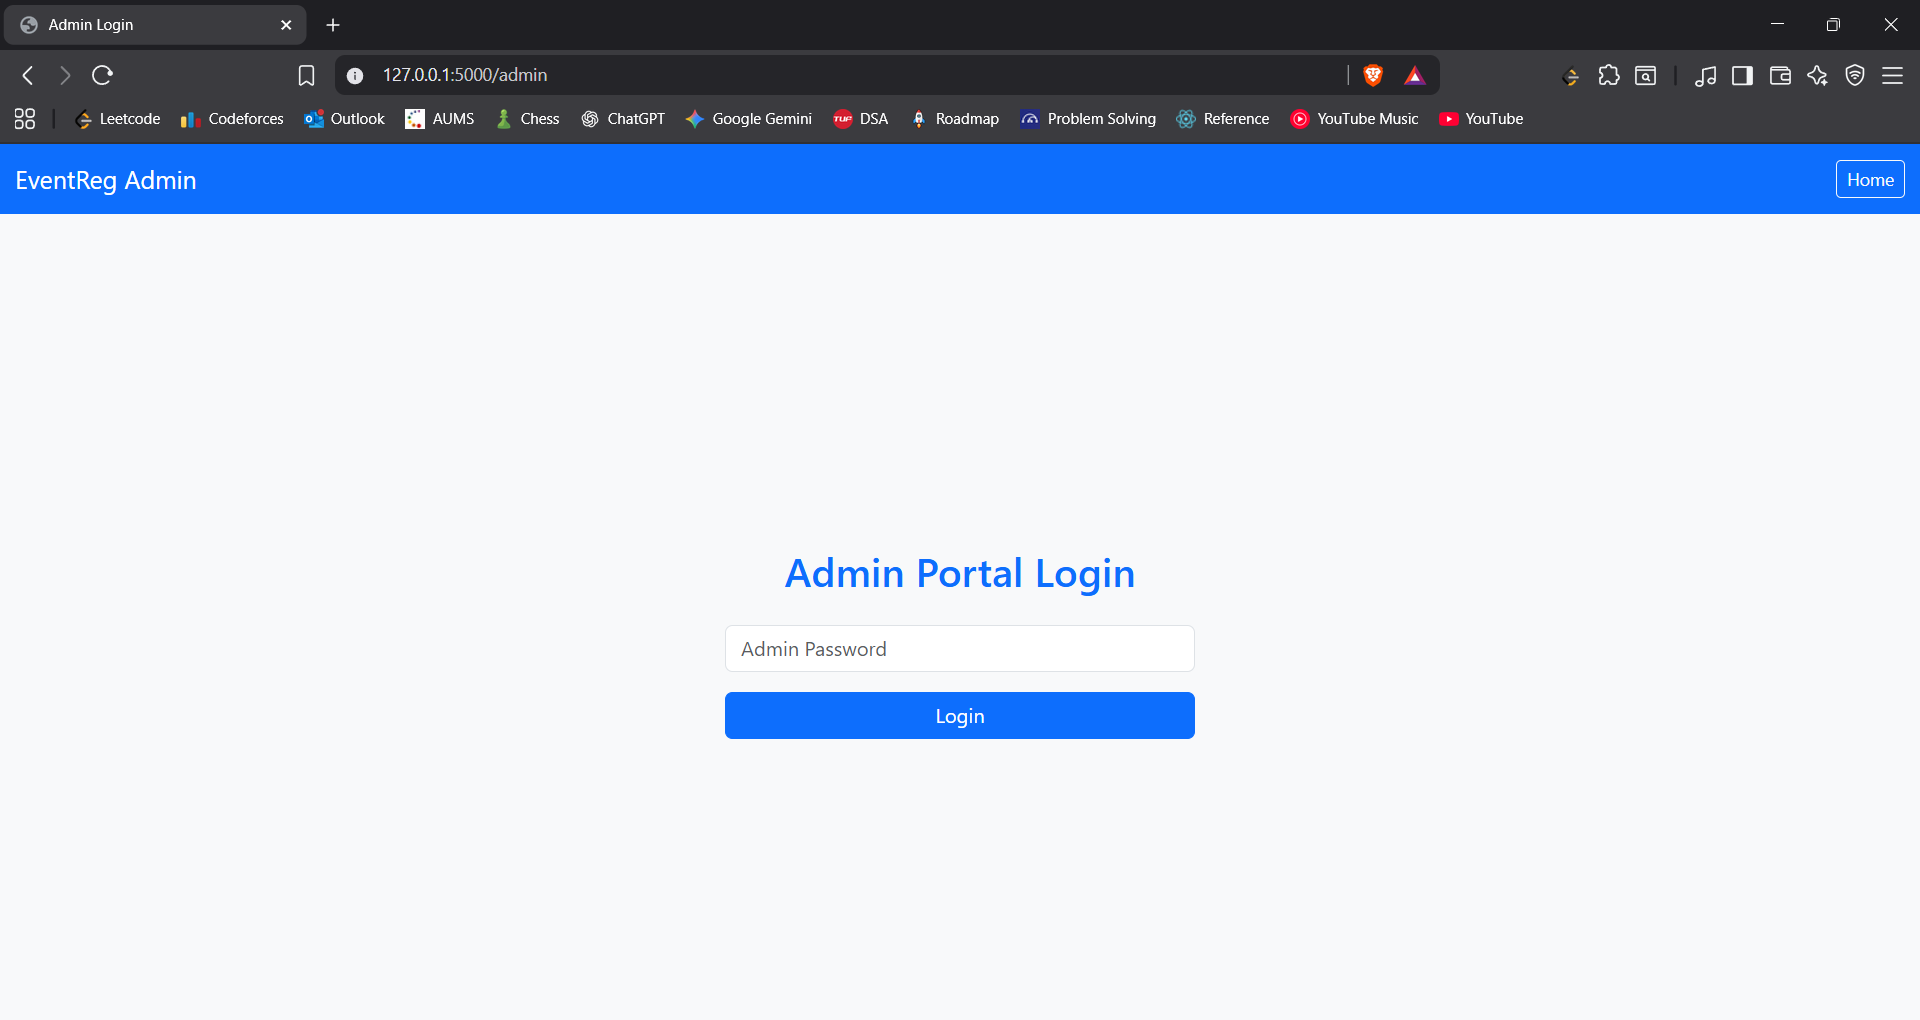 Admin Login
127.0.0.1:5000/admin
Leetcode Codeforces Outlook AUMS Chess ChatGPT Google Gemini TUF DSA Roadmap Problem Solving Reference YouTube Music YouTube
EventReg Admin Home
Admin Portal Login
Admin Password
Login